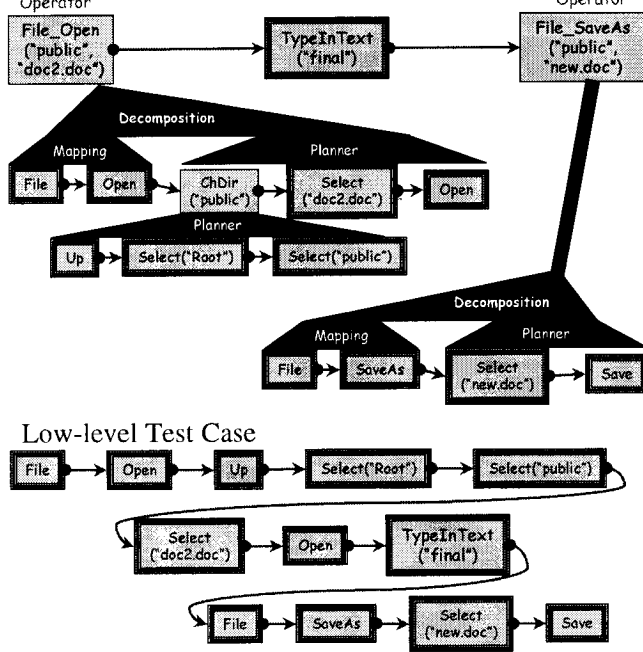 Operator
Operator
File_Open
("public",
"doc2.doc")
TypeInText
("final")
File_SaveAs
("public",
"new.doc")
Decomposition
Mapping
Planner
File
Open
ChDir
("public")
Select
("doc2.doc")
Open
Planner
Up
Select("Root")
Select("public")
Decomposition
Mapping
Planner
File
SaveAs
Select
("new.doc")
Save
Low-level Test Case
File
Open
Up
Select("Root")
Select("public")
Select
("doc2.doc")
Open
TypeInText
("final")
File
SaveAs
Select
("new.doc")
Save